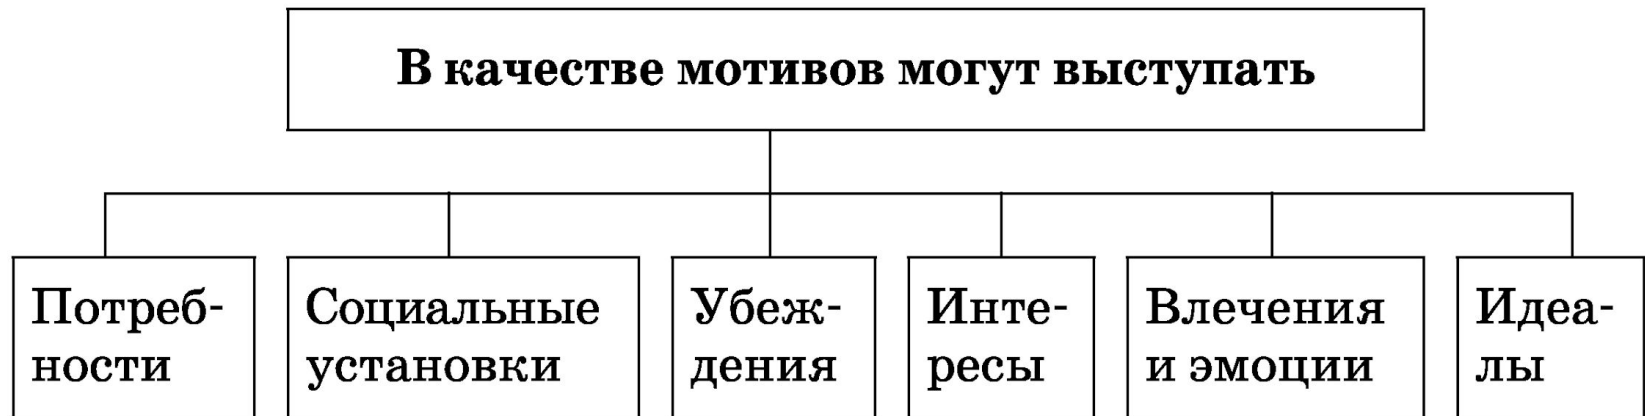 В качестве мотивов могут выступать
Потреб-
ности
Социальные
установки
Убеж-
дения
Инте-
ресы
Влечения
и эмоции
Идеа-
лы